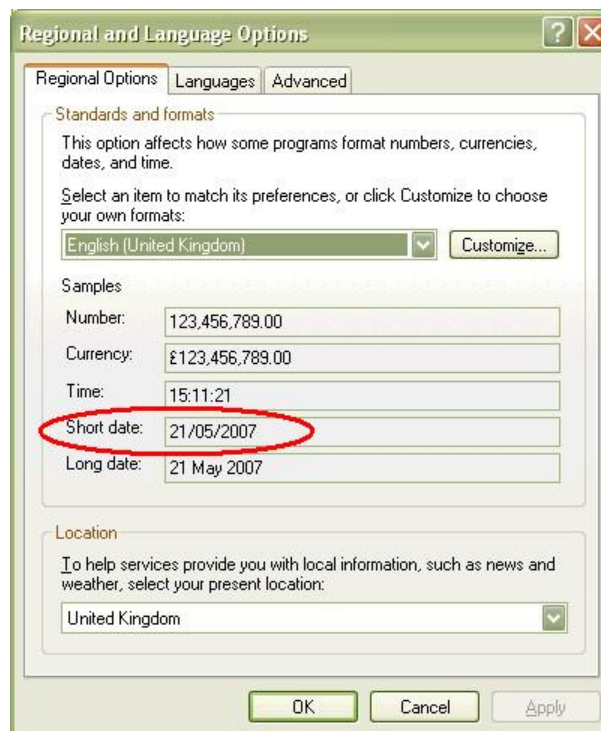 Regional and Language Options
Regional Options Languages Advanced
Standards and formats
This option affects how some programs format numbers, currencies,
dates, and time.
Select an item to match its preferences, or click Customize to choose
your own formats:
English (United Kingdom) Customize...
Samples
Number: 123,456,789.00
Currency: £123,456,789.00
Time: 15:11:21
Short date: 21/05/2007
Long date: 21 May 2007
Location
To help services provide you with local information, such as news and
weather, select your present location:
United Kingdom
OK Cancel Apply